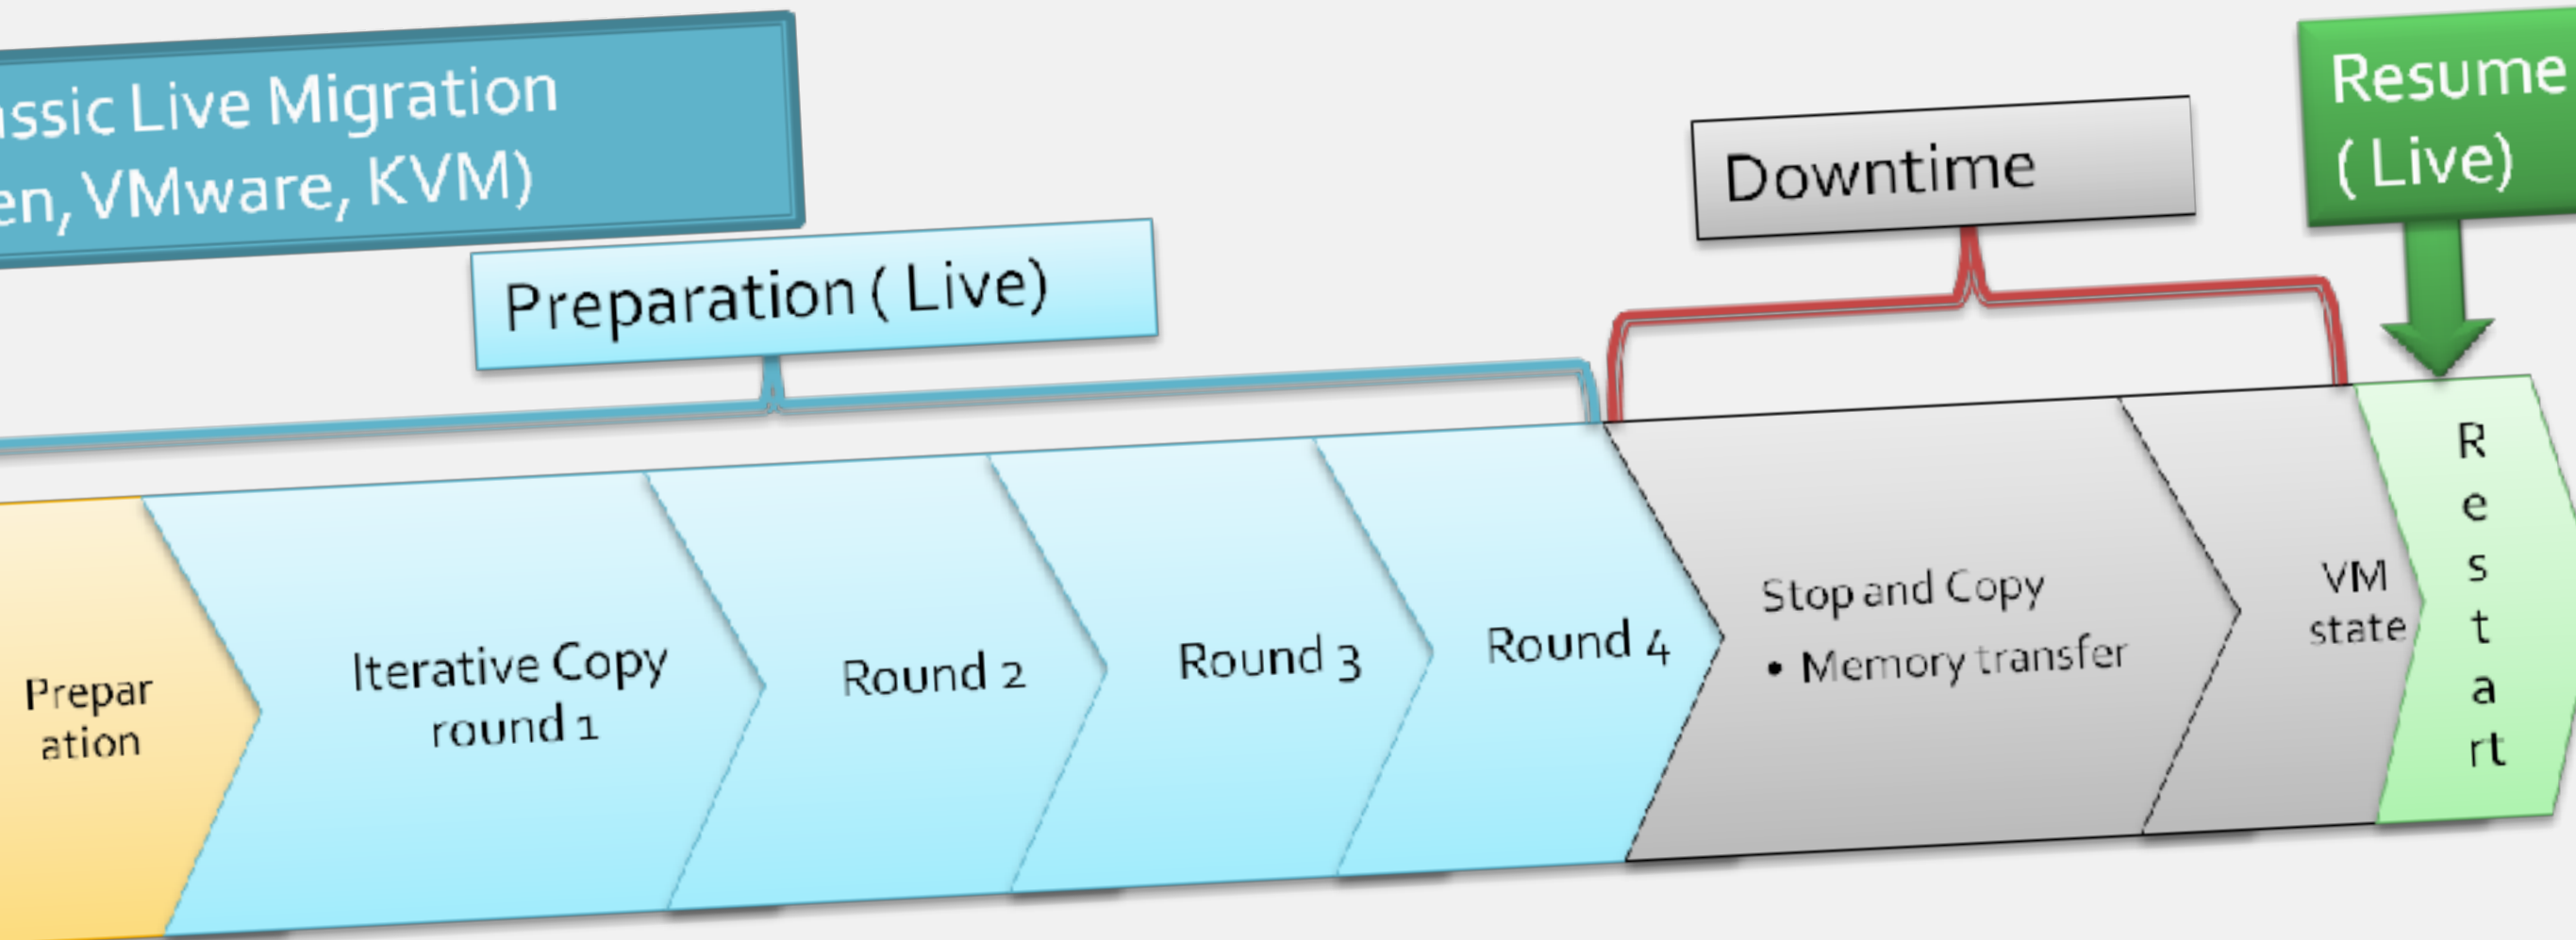 assic Live Migration
en, VMware, KVM)
Preparation ( Live)
Downtime
Resume
( Live)
Prepar
ation
Iterative Copy
round 1
Round 2
Round 3
Round 4
Stop and Copy
• Memory transfer
VM
state
R
e
s
t
a
rt